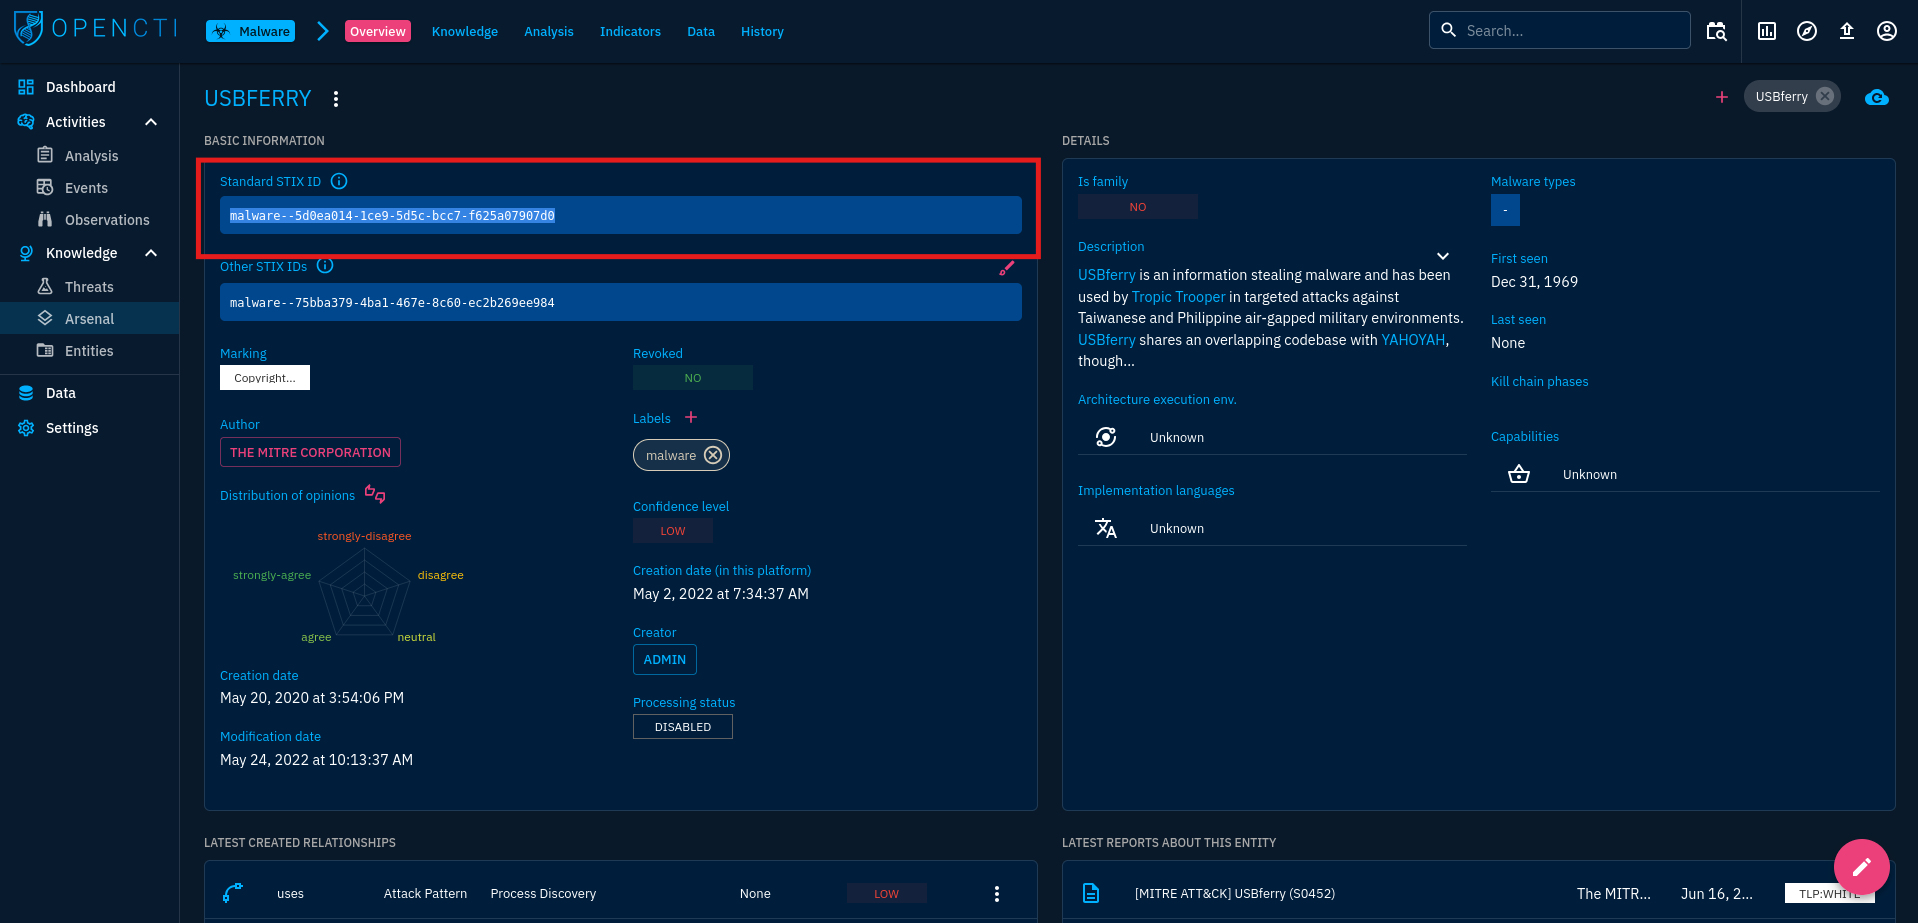 OPENCTI
Malware
Overview
Knowledge
Analysis
Indicators
Data
History
Search...
Dashboard
Activities
Analysis
Events
Observations
Knowledge
Threats
Arsenal
Entities
Data
Settings
USBFERRY
USBferry
BASIC INFORMATION
Standard STIX ID
malware--5d0ea014-1ce9-5d5c-bcc7-f625a07907d0
Other STIX IDs
malware--75bba379-4ba1-467e-8c60-ec2b269ee984
Marking
Copyright...
Revoked
NO
Author
THE MITRE CORPORATION
Labels
malware
Distribution of opinions
strongly-disagree
strongly-agree
disagree
agree
neutral
Confidence level
LOW
Creation date (in this platform)
May 2, 2022 at 7:34:37 AM
Creator
ADMIN
Creation date
May 20, 2020 at 3:54:06 PM
Processing status
DISABLED
Modification date
May 24, 2022 at 10:13:37 AM
DETAILS
Is family
NO
Malware types
-
Description
USBferry is an information stealing malware and has been
used by Tropic Trooper in targeted attacks against
Taiwanese and Philippine air-gapped military environments.
USBferry shares an overlapping codebase with YAHOYAH,
though...
First seen
Dec 31, 1969
Last seen
None
Kill chain phases
Architecture execution env.
Unknown
Capabilities
Unknown
Implementation languages
Unknown
LATEST CREATED RELATIONSHIPS
uses Attack Pattern Process Discovery None LOW
LATEST REPORTS ABOUT THIS ENTITY
[MITRE ATT&CK] USBferry (S0452) The MITR... Jun 16, 2... TLP:WHITE